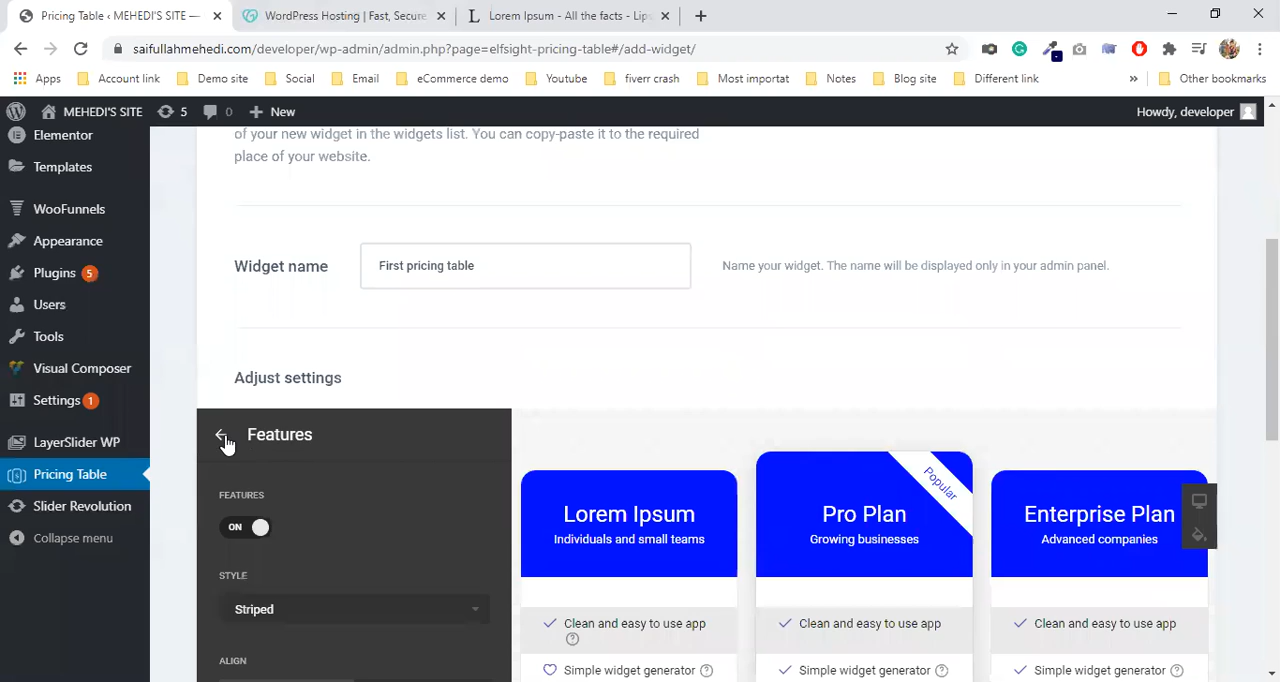 Pricing Table ‹ MEHEDI'S SITE —
WordPress Hosting | Fast, Secure
Lorem Ipsum - All the facts - Lips
saifullahmehedi.com/developer/wp-admin/admin.php?page=elfsight-pricing-table#/add-widget/
Apps Account link Demo site Social Email eCommerce demo Youtube fiverr crash Most importat Notes Blog site Different link » Other bookmarks
MEHEDI'S SITE 5 0 New Howdy, developer
Elementor
Templates
WooFunnels
Appearance
Plugins 5
Users
Tools
Visual Composer
Settings 1
LayerSlider WP
Pricing Table
Slider Revolution
Collapse menu
of your new widget in the widgets list. You can copy-paste it to the required
place of your website.
Widget name First pricing table Name your widget. The name will be displayed only in your admin panel.
Adjust settings
Features
FEATURES
ON
STYLE
Striped
ALIGN
Lorem Ipsum
Individuals and small teams
Clean and easy to use app
Simple widget generator
Popular
Pro Plan
Growing businesses
Clean and easy to use app
Simple widget generator
Enterprise Plan
Advanced companies
Clean and easy to use app
Simple widget generator